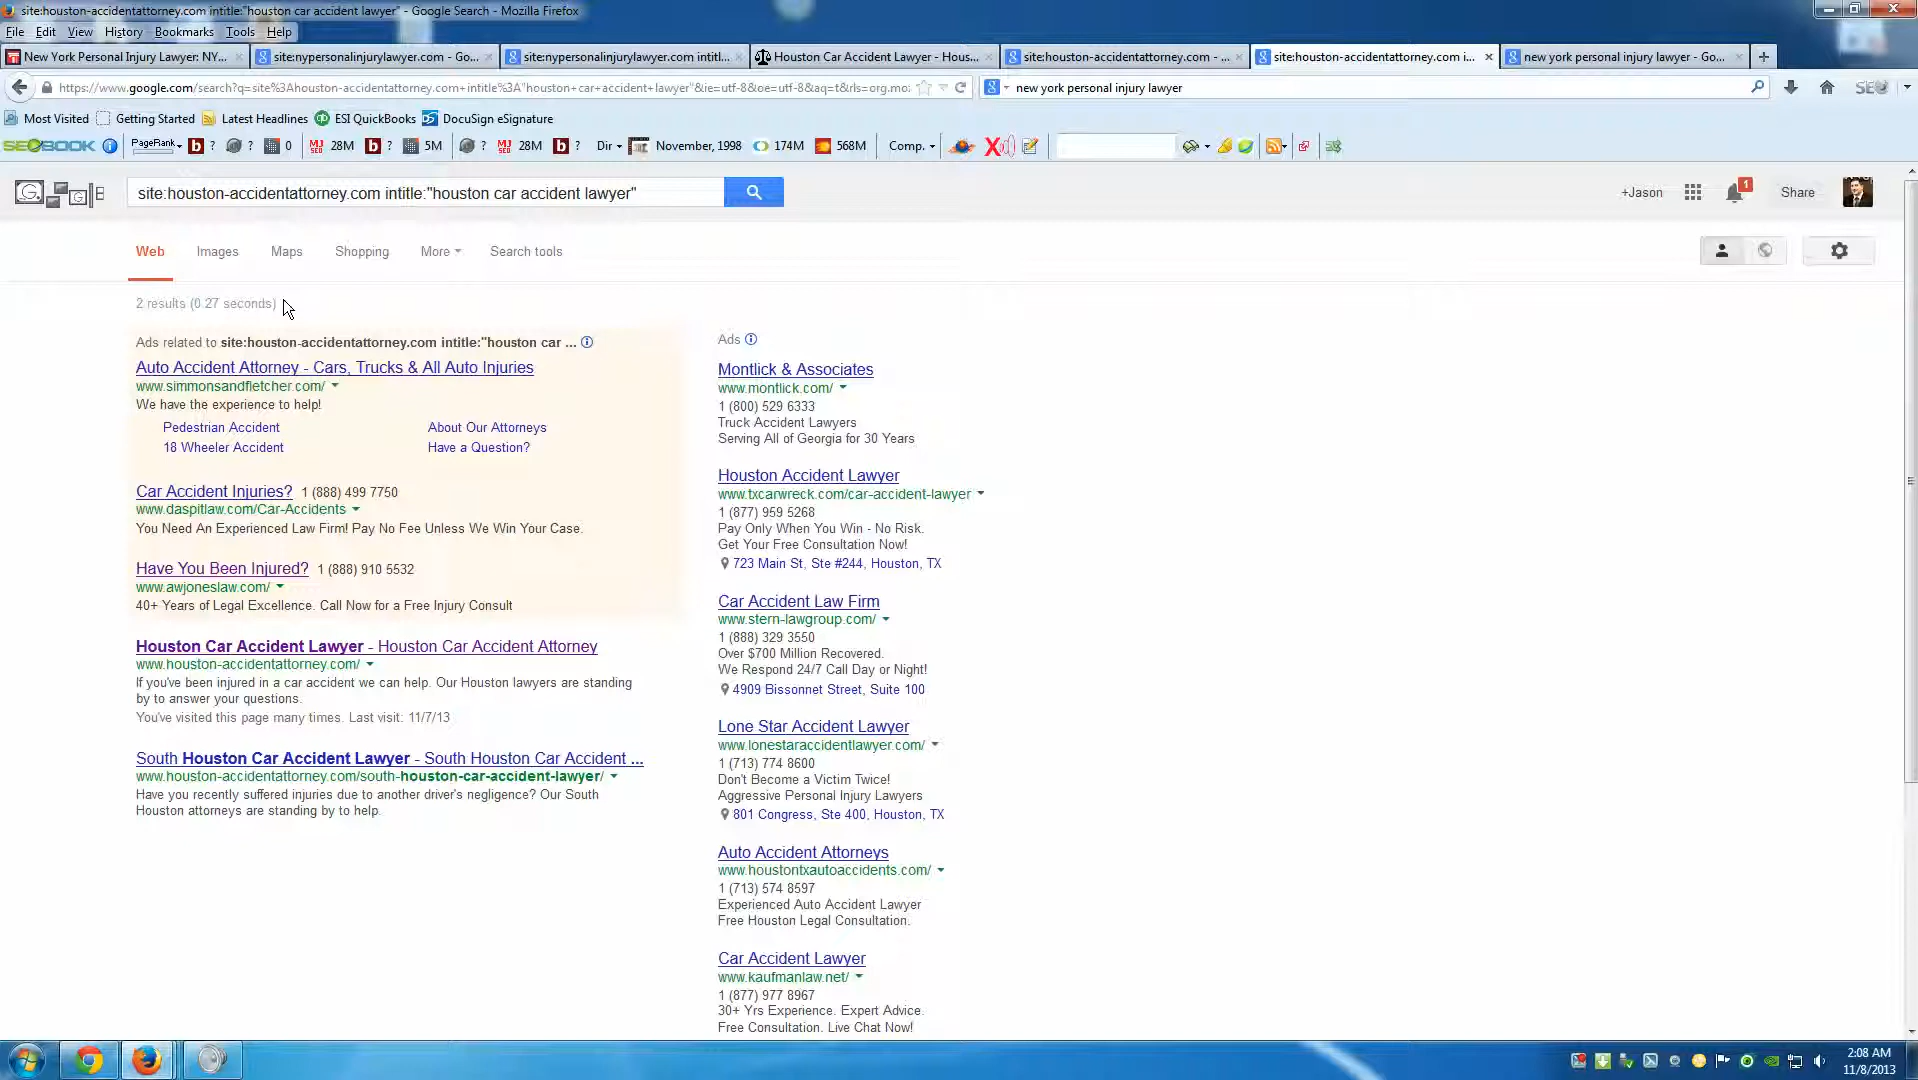 site:houston-accidentattorney.com intitle:"houston car accident lawyer" - Google Search - Mozilla Firefox
File Edit View History Bookmarks Tools Help
New York Personal Injury Lawyer: NY...
site:nypersonalinjurylawyer.com - Go...
site:nypersonalinjurylawyer.com intitl...
Houston Car Accident Lawyer - Hous...
site:houston-accidentattorney.com - ...
site:houston-accidentattorney.com i...
new york personal injury lawyer - Go...
https://www.google.com/search?q=site%3Ahouston-accidentattorney.com+intitle%3A"houston+car+accident+lawyer"&ie=utf-8&oe=utf-8&aq=t&rls=org.mo
new york personal injury lawyer
Most Visited Getting Started Latest Headlines ESI QuickBooks DocuSign eSignature
SEOBOOK PageRank ? ? 0 28M ? 5M ? 28M ? Dir November, 1998 174M 568M Comp.
site:houston-accidentattorney.com intitle:"houston car accident lawyer"
+Jason 1 Share
Web Images Maps Shopping More Search tools
2 results (0.27 seconds)
Ads related to site:houston-accidentattorney.com intitle:"houston car ...
Auto Accident Attorney - Cars, Trucks & All Auto Injuries
www.simmonsandfletcher.com/
We have the experience to help!
Pedestrian Accident About Our Attorneys
18 Wheeler Accident Have a Question?
Car Accident Injuries? 1 (888) 499 7750
www.daspitlaw.com/Car-Accidents
You Need An Experienced Law Firm! Pay No Fee Unless We Win Your Case.
Have You Been Injured? 1 (888) 910 5532
www.awjoneslaw.com/
40+ Years of Legal Excellence. Call Now for a Free Injury Consult
Houston Car Accident Lawyer - Houston Car Accident Attorney
www.houston-accidentattorney.com/
If you've been injured in a car accident we can help. Our Houston lawyers are standing
by to answer your questions.
You've visited this page many times. Last visit: 11/7/13
South Houston Car Accident Lawyer - South Houston Car Accident ...
www.houston-accidentattorney.com/south-houston-car-accident-lawyer/
Have you recently suffered injuries due to another driver's negligence? Our South
Houston attorneys are standing by to help.
Ads
Montlick & Associates
www.montlick.com/
1 (800) 529 6333
Truck Accident Lawyers
Serving All of Georgia for 30 Years
Houston Accident Lawyer
www.txcarwreck.com/car-accident-lawyer
1 (877) 959 5268
Pay Only When You Win - No Risk.
Get Your Free Consultation Now!
723 Main St, Ste #244, Houston, TX
Car Accident Law Firm
www.stern-lawgroup.com/
1 (888) 329 3550
Over $700 Million Recovered.
We Respond 24/7 Call Day or Night!
4909 Bissonnet Street, Suite 100
Lone Star Accident Lawyer
www.lonestaraccidentlawyer.com/
1 (713) 774 8600
Don't Become a Victim Twice!
Aggressive Personal Injury Lawyers
801 Congress, Ste 400, Houston, TX
Auto Accident Attorneys
www.houstontxautoaccidents.com/
1 (713) 574 8597
Experienced Auto Accident Lawyer
Free Houston Legal Consultation.
Car Accident Lawyer
www.kaufmanlaw.net/
1 (877) 977 8967
30+ Yrs Experience. Expert Advice.
Free Consultation. Live Chat Now!
2:08 AM
11/8/2013